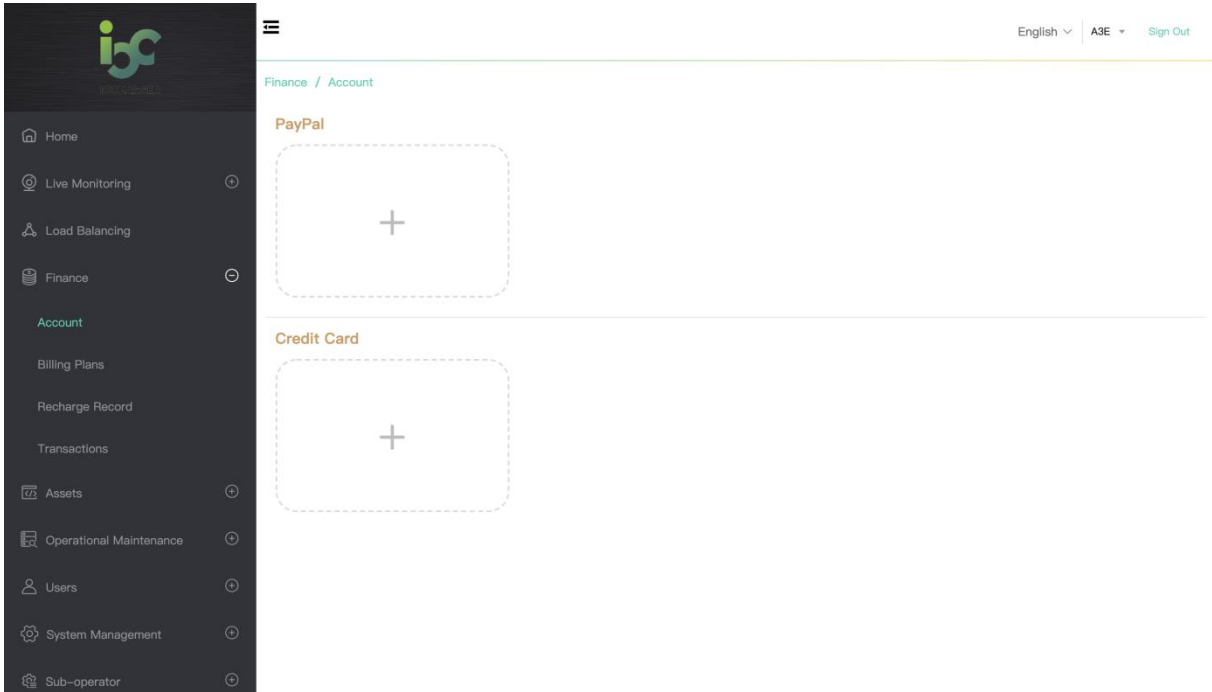 English
A3E
Sign Out
Finance / Account
Home
Live Monitoring
Load Balancing
Finance
Account
Billing Plans
Recharge Record
Transactions
Assets
Operational Maintenance
Users
System Management
Sub-operator
PayPal
Credit Card